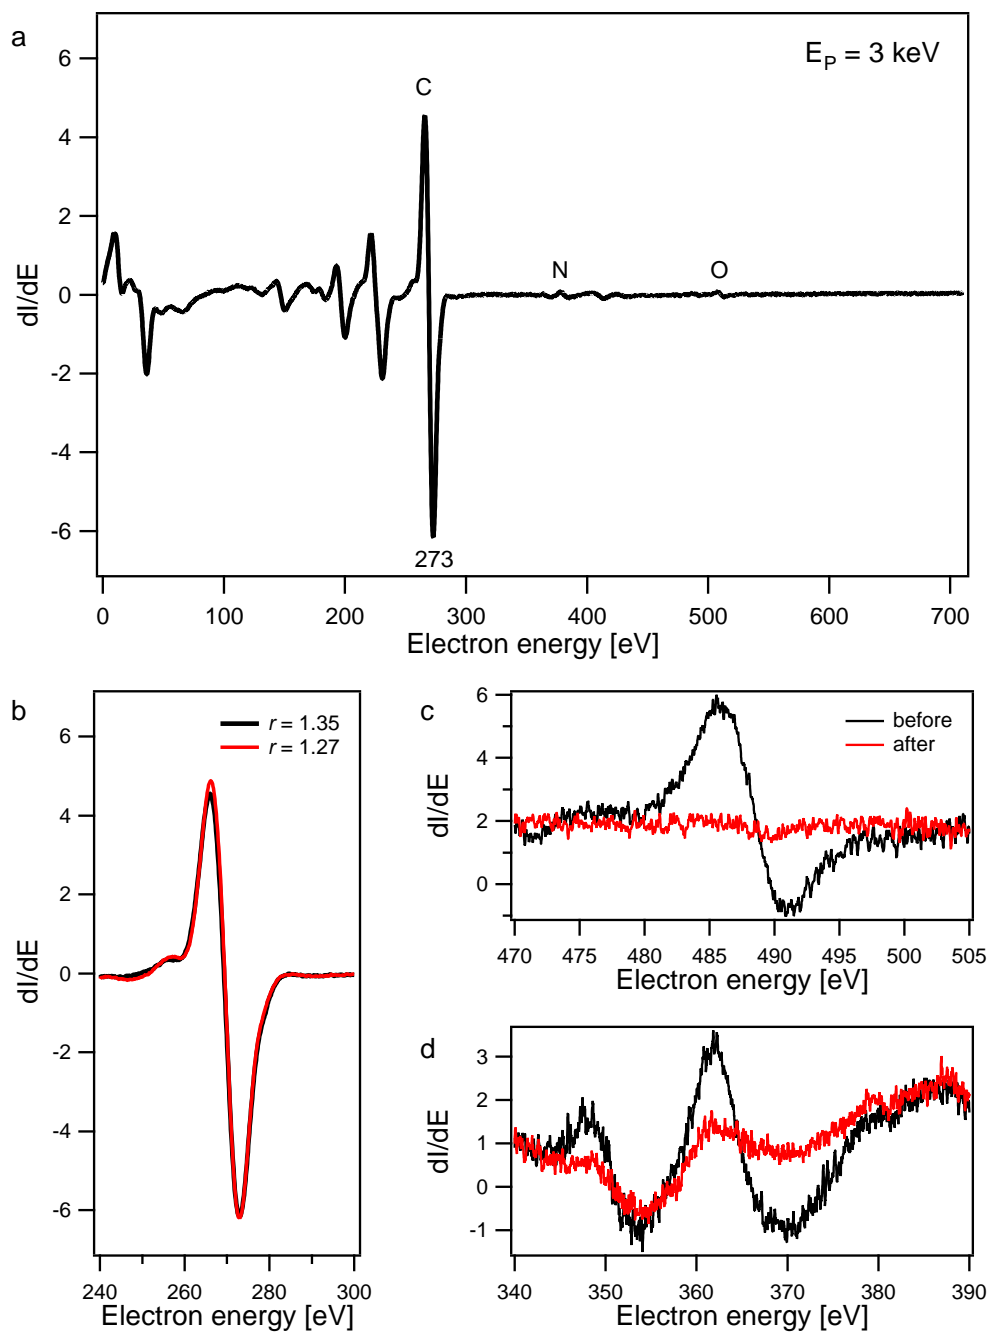 a
E_P = 3 keV
C
N
O
273
dI/dE
6
4
2
0
-2
-4
-6
0 100 200 300 400 500 600 700
Electron energy [eV]
b
r = 1.35
r = 1.27
dI/dE
6
4
2
0
-2
-4
-6
240 260 280 300
Electron energy [eV]
c
before
after
dI/dE
6
4
2
0
470 475 480 485 490 495 500 505
Electron energy [eV]
d
dI/dE
3
2
1
0
-1
340 350 360 370 380 390
Electron energy [eV]